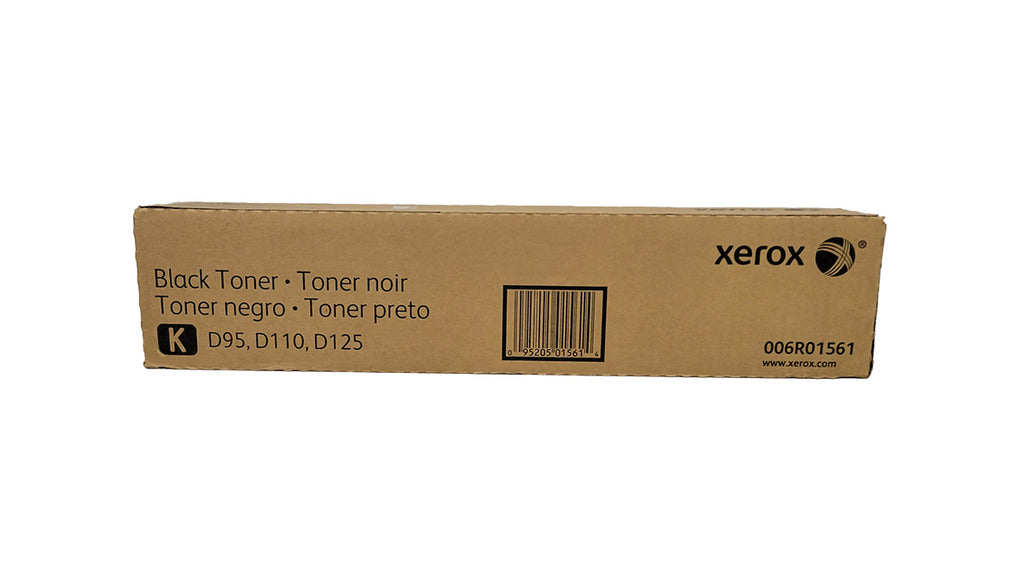 xerox ®
Black Toner • Toner noir
Toner negro • Toner preto
K D95, D110, D125
0 95205 01561 4
006R01561
www.xerox.com